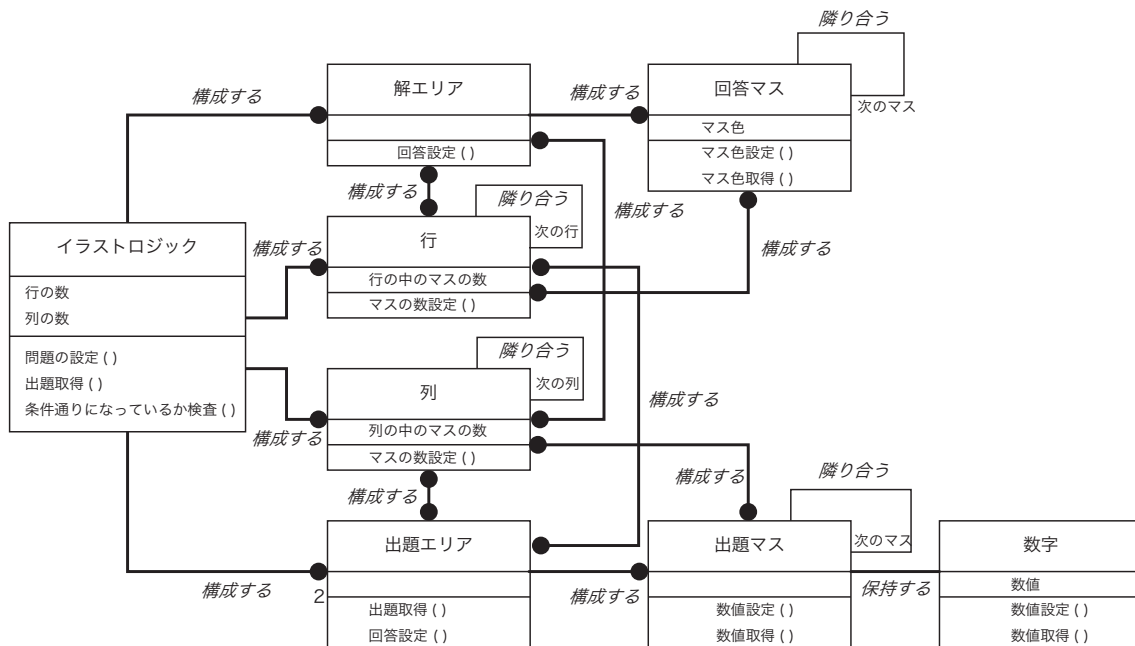 隣り合う
解エリア
回答設定 ( )
構成する
構成する
回答マス
マス色
マス色設定 ( )
マス色取得 ( )
次のマス
構成する
隣り合う
次の行
構成する
イラストロジック
行の数
列の数
問題の設定 ( )
出題取得 ( )
条件通りになっているか検査 ( )
構成する
行
行の中のマスの数
マスの数設定 ( )
構成する
隣り合う
次の列
列
列の中のマスの数
マスの数設定 ( )
構成する
構成する
構成する
構成する
隣り合う
次のマス
出題エリア
出題取得 ( )
回答設定 ( )
構成する
2
構成する
出題マス
数値設定 ( )
数値取得 ( )
保持する
数字
数値
数値設定 ( )
数値取得 ( )